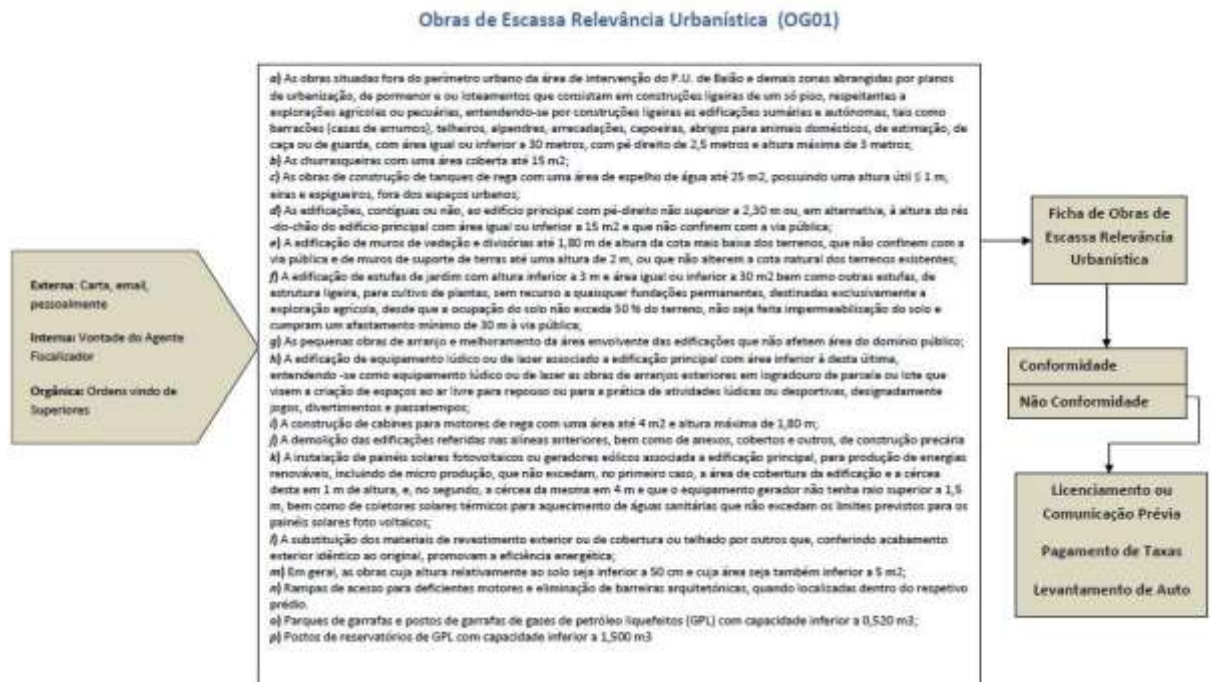 Obras de Escassa Relevância Urbanística (OG01)
Externa: Carta, email,
pessoalmente
Interna: Vontade do Agente
Fiscalizador
Orgânica: Ordens vindo de
Superiores
a) As obras situadas fora do perímetro urbano da área de intervenção do P.U. de Baião e demais zonas abrangidas por planos
de urbanização, de pormenor e ou loteamentos que consistam em construções ligeiras de um só piso, respeitantes a
explorações agrícolas ou pecuárias, entendendo-se por construções ligeiras as edificações sumárias e autónomas, tais como
barracões (casas de arrumos), telheiros, alpendres, arrecadações, capoeiras, abrigos para animais domésticos, de estimação, de
caça ou de guarda, com área igual ou inferior a 30 metros, com pé direito de 2,5 metros e altura máxima de 3 metros;
b) As churrasqueiras com uma área coberta até 15 m2;
c) As obras de construção de tanques de rega com uma área de espelho de água até 25 m2, possuindo uma altura útil ≤ 1 m,
eiras e espigueiros, fora dos espaços urbanos;
d) As edificações, contíguas ou não, ao edifício principal com pé-direito não superior a 2,30 m ou, em alternativa, à altura do rés
-do-chão do edifício principal com área igual ou inferior a 15 m2 e que não confinem com a via pública;
e) A edificação de muros de vedação e divisórias até 1,80 m de altura da cota mais baixa dos terrenos, que não confinem com a
via pública e de muros de suporte de terras até uma altura de 2 m, ou que não alterem a cota natural dos terrenos existentes;
f) A edificação de estufas de jardim com altura inferior a 3 m e área igual ou inferior a 30 m2 bem como outras estufas, de
estrutura ligeira, para cultivo de plantas, sem recurso a quaisquer fundações permanentes, destinadas exclusivamente a
exploração agrícola, desde que a ocupação do solo não exceda 50 % do terreno, não seja feita impermeabilização do solo e
cumpram um afastamento mínimo de 30 m à via pública;
g) As pequenas obras de arranjo e melhoramento da área envolvente das edificações que não afetem área do domínio público;
h) A edificação de equipamento lúdico ou de lazer associado a edificação principal com área inferior à desta última,
entendendo -se como equipamento lúdico ou de lazer as obras de arranjos exteriores em logradouro de parcela ou lote que
visem a criação de espaços ao ar livre para repouso ou para a prática de atividades lúdicas ou desportivas, designadamente
jogos, divertimentos e passatempos;
i) A construção de cabines para motores de rega com uma área até 4 m2 e altura máxima de 1,80 m;
j) A demolição das edificações referidas nas alíneas anteriores, bem como de anexos, cobertos e outros, de construção precária
k) A instalação de painéis solares fotovoltaicos ou geradores eólicos associada a edificação principal, para produção de energias
renováveis, incluindo de micro produção, que não excedam, no primeiro caso, a área de cobertura da edificação e a cércea
desta em 1 m de altura, e, no segundo, a cércea da mesma em 4 m e que o equipamento gerador não tenha raio superior a 1,5
m, bem como de coletores solares térmicos para aquecimento de águas sanitárias que não excedam os limites previstos para os
painéis solares foto voltaicos;
l) A substituição dos materiais de revestimento exterior ou de cobertura ou telhado por outros que, conferindo acabamento
exterior idêntico ao original, promovam a eficiência energética;
m) Em geral, as obras cuja altura relativamente ao solo seja inferior a 50 cm e cuja área seja também inferior a 5 m2;
n) Rampas de acesso para deficientes motores e eliminação de barreiras arquitetónicas, quando localizadas dentro do respetivo
prédio.
o) Parques de garrafas e postos de garrafas de gases de petróleo liquefeitos (GPL) com capacidade inferior a 0,520 m3;
p) Postos de reservatórios de GPL com capacidade inferior a 1,500 m3
Ficha de Obras de
Escassa Relevância
Urbanística
Conformidade
Não Conformidade
Licenciamento ou
Comunicação Prévia
Pagamento de Taxas
Levantamento de Auto